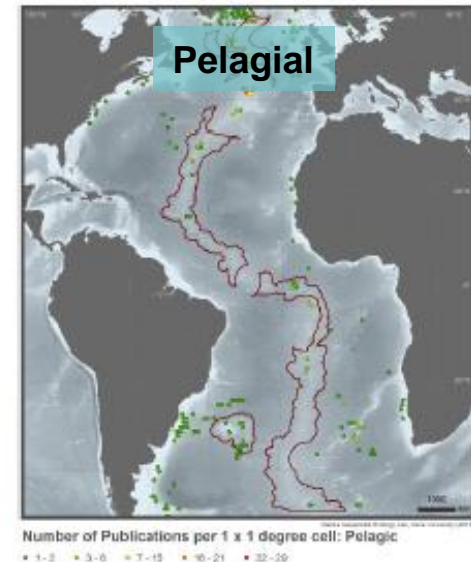 Pelagial
Number of Publications per 1 x 1 degree cell: Pelagic
1 - 2
3 - 6
7 - 15
16 - 21
22 - 29